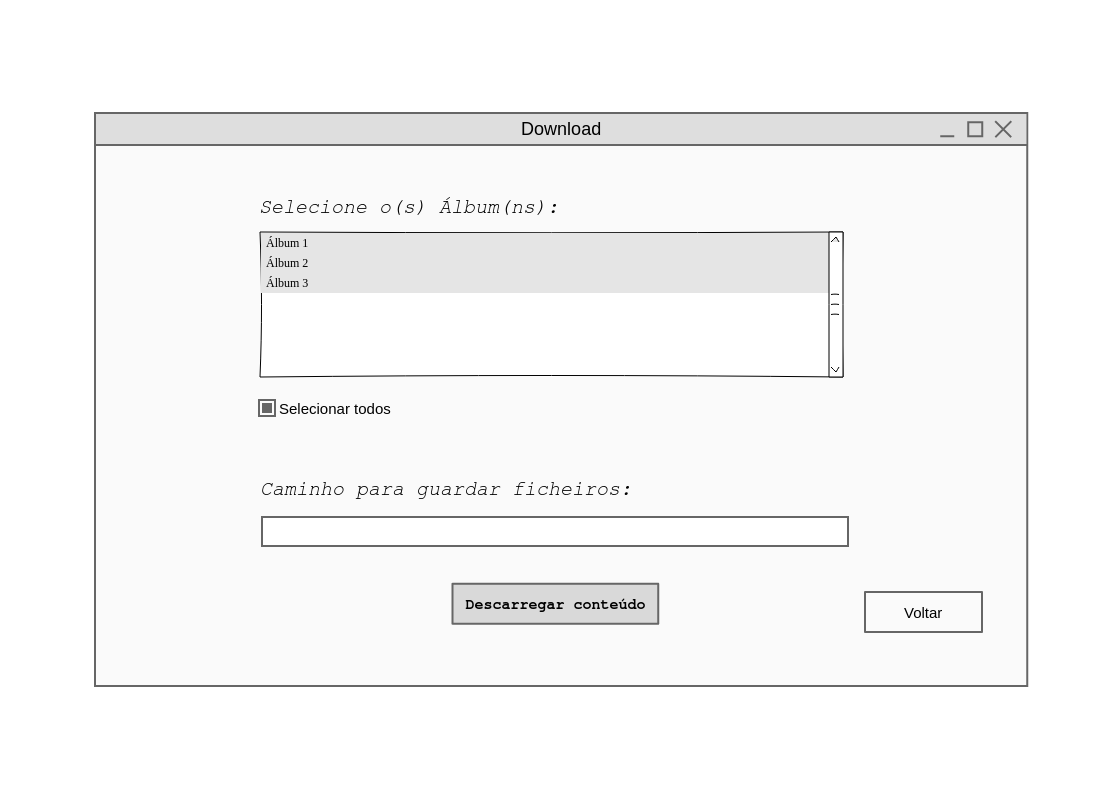 Download
Selecione o(s) Álbum(ns):
Álbum 1
Álbum 2
Álbum 3
Selecionar todos
Caminho para guardar ficheiros:
Descarregar conteúdo
Voltar